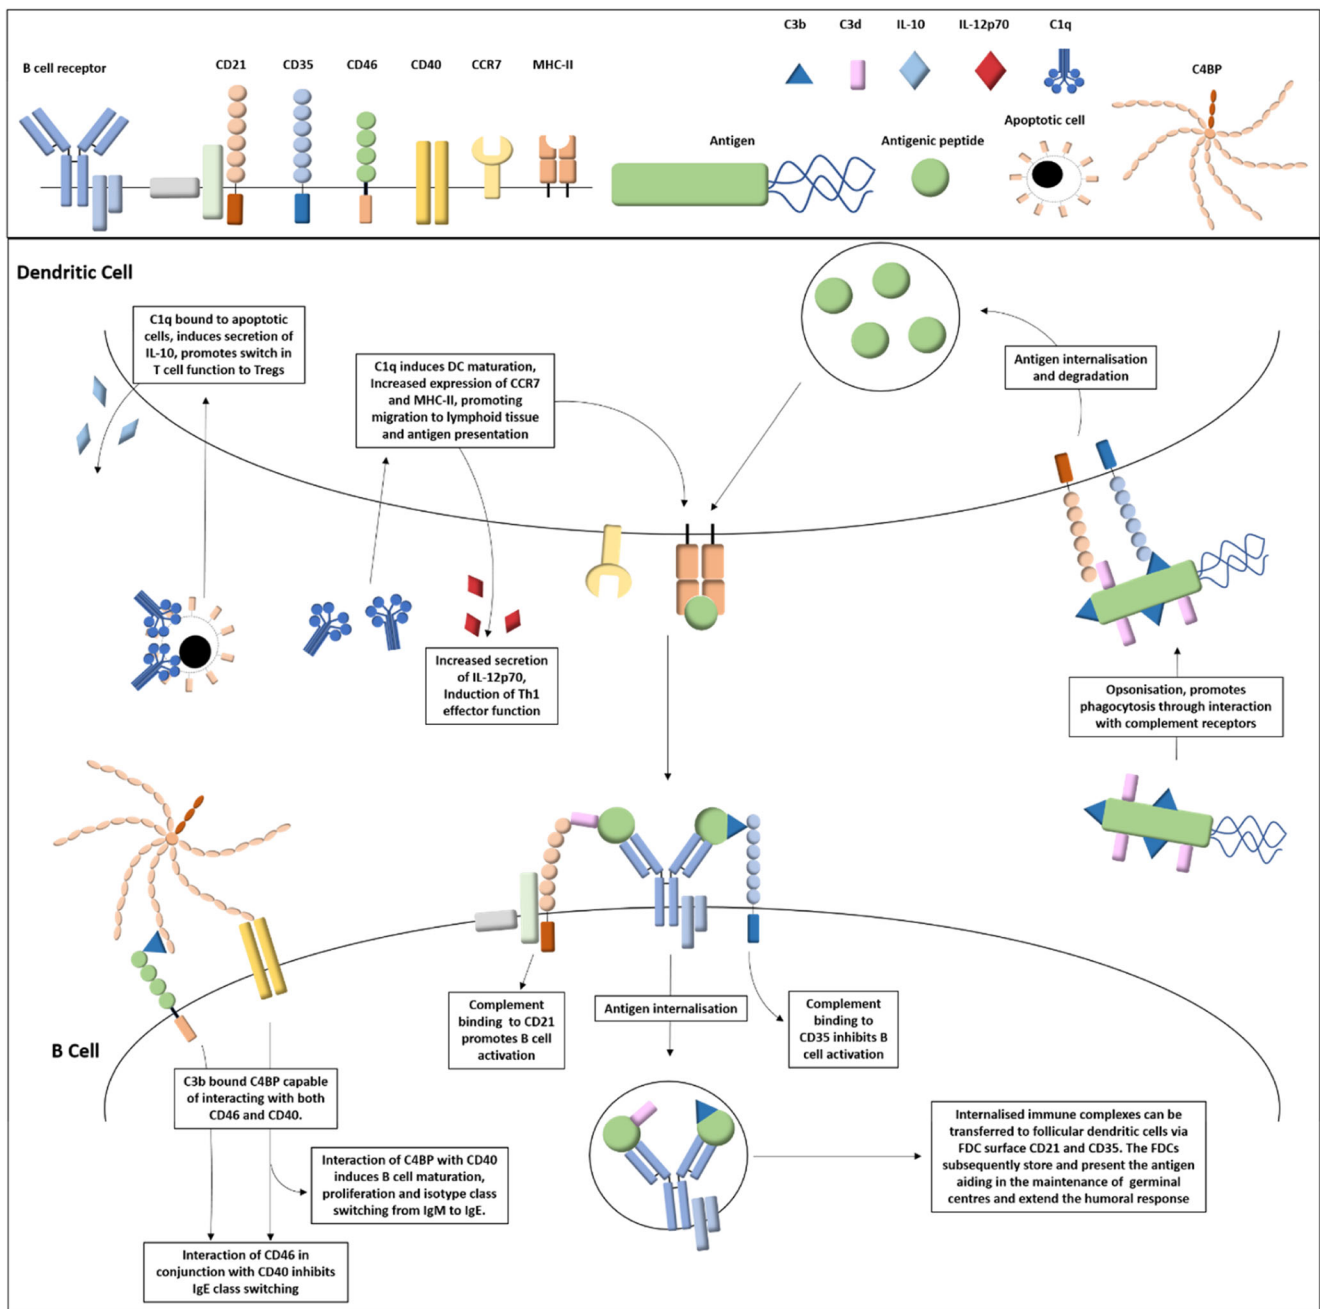 C3b
C3d
IL-10
IL-12p70
C1q
B cell receptor
CD21
CD35
CD46
CD40
CCR7
MHC-II
C4BP
Antigen
Antigenic peptide
Apoptotic cell
Dendritic Cell
C1q bound to apoptotic
cells, induces secretion of
IL-10, promotes switch in
T cell function to Tregs
C1q induces DC maturation,
Increased expression of CCR7
and MHC-II, promoting
migration to lymphoid tissue
and antigen presentation
Antigen internalisation
and degradation
Increased secretion
of IL-12p70,
Induction of Th1
effector function
Opsonisation, promotes
phagocytosis through interaction
with complement receptors
B Cell
Complement
binding to CD21
promotes B cell
activation
Antigen internalisation
Complement
binding to
CD35 inhibits B
cell activation
C3b bound C4BP capable
of interacting with both
CD46 and CD40.
Interaction of C4BP with CD40
induces B cell maturation,
proliferation and isotype class
switching from IgM to IgE.
Interaction of CD46 in
conjunction with CD40 inhibits
IgE class switching
Internalised immune complexes can be
transferred to follicular dendritic cells via
FDC surface CD21 and CD35. The FDCs
subsequently store and present the antigen
aiding in the maintenance of germinal
centres and extend the humoral response